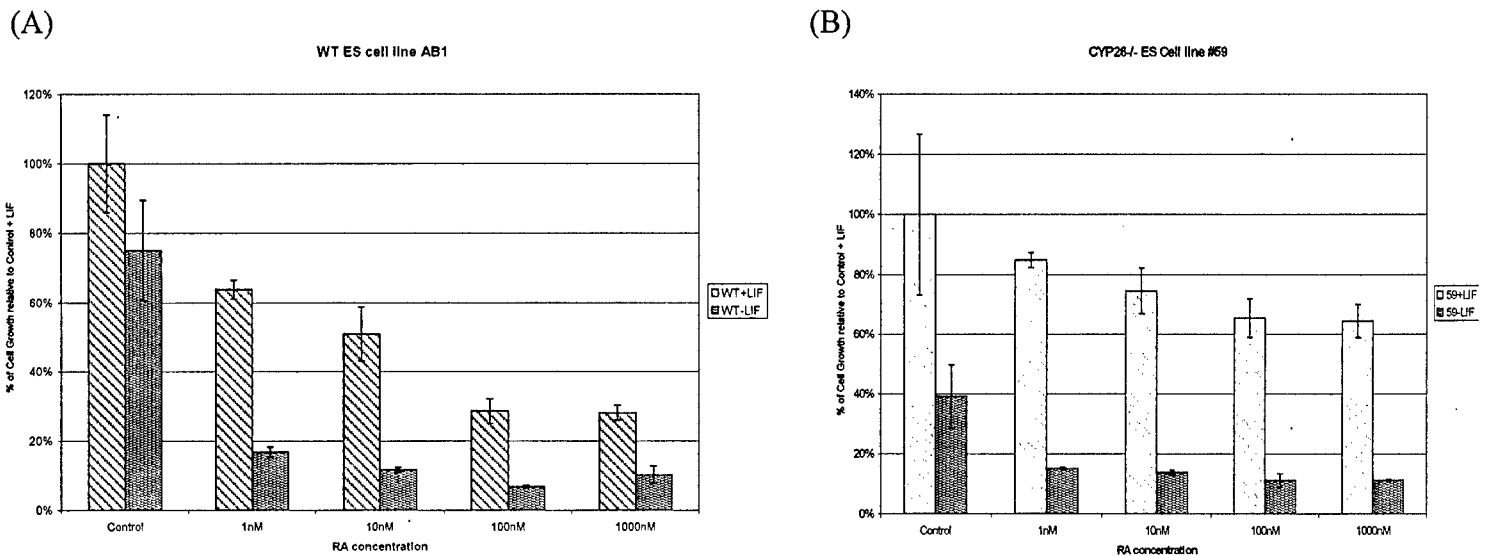 (A)
WT ES cell line AB1
% of Cell Growth relative to Control + LIF
120%
100%
80%
60%
40%
20%
0%
Control
1nM
10nM
100nM
1000nM
RA concentration
WT+LIF
WT-LIF
(B)
CYP26-/- ES Cell line #59
% of Cell Growth relative to Control + LIF
140%
120%
100%
80%
60%
40%
20%
0%
Control
1nM
10nM
100nM
1000nM
RA concentration
59+LIF
59-LIF